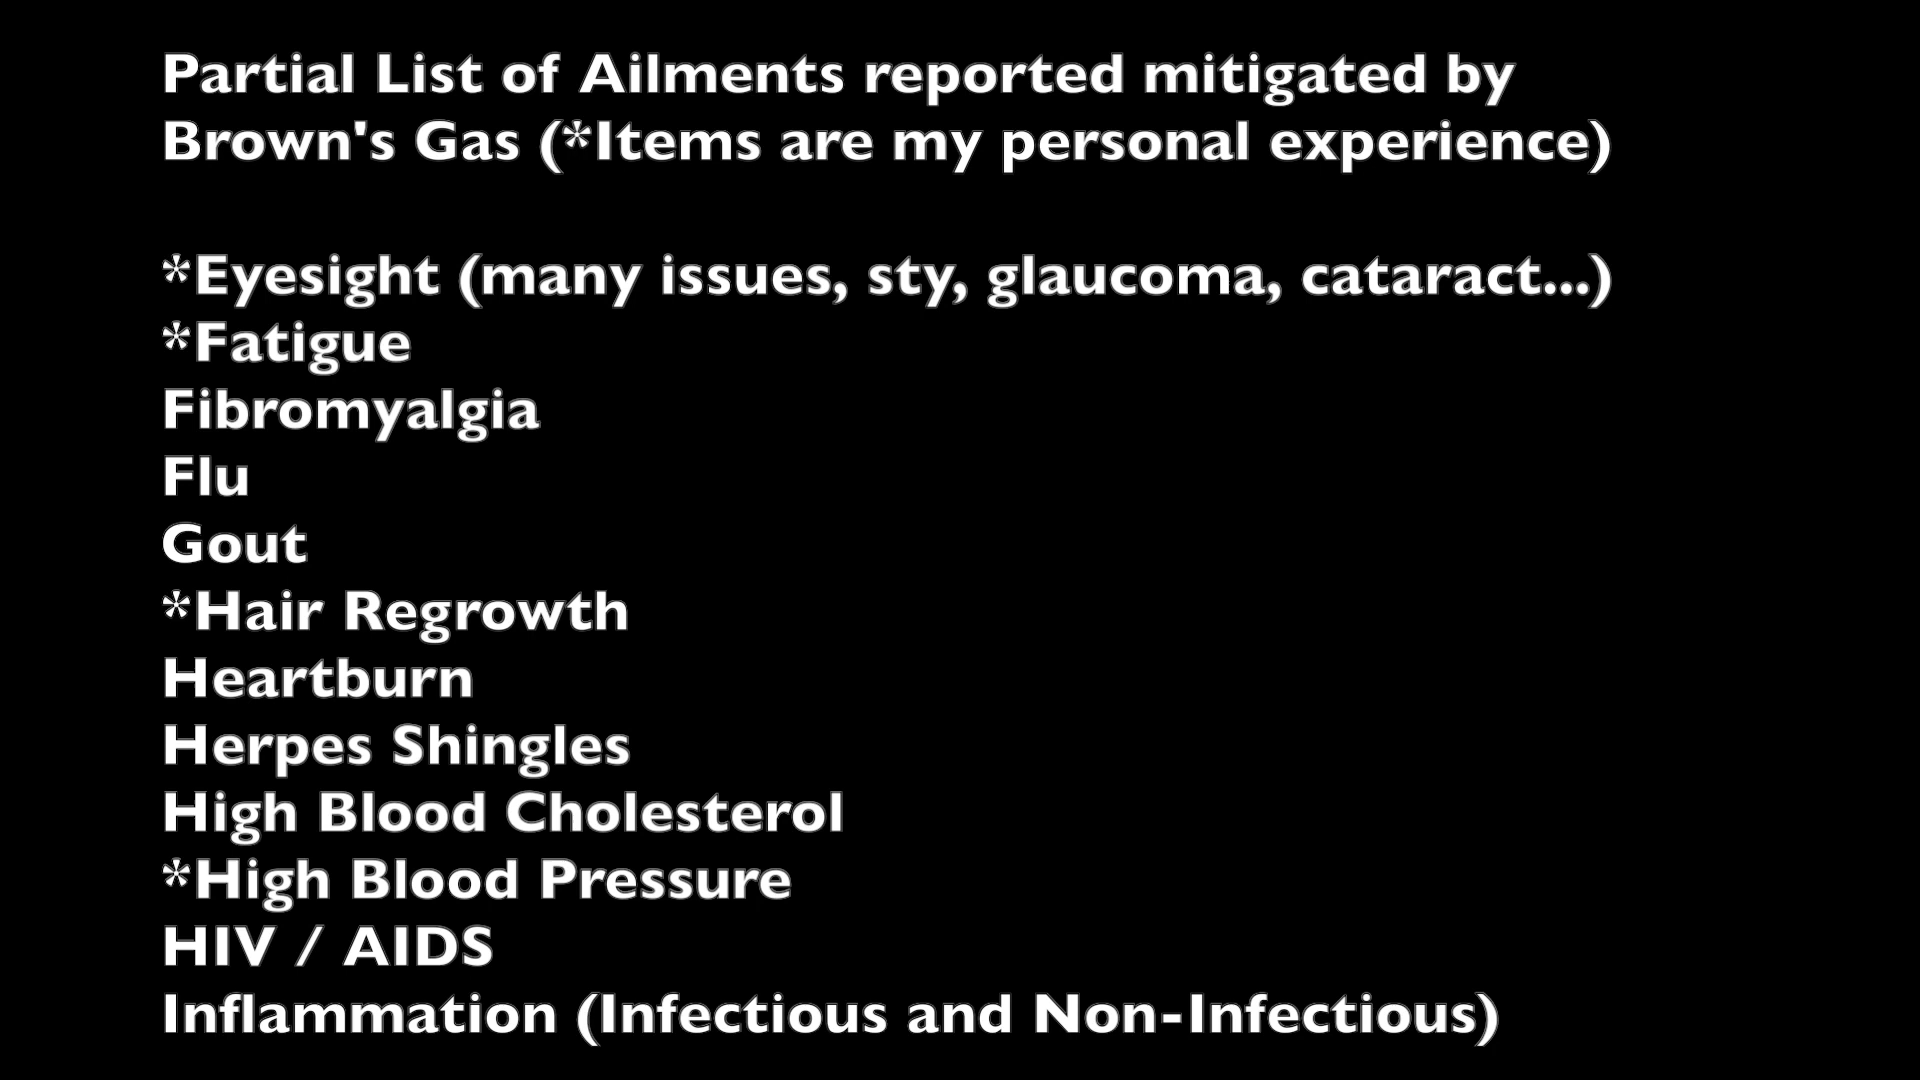 Partial List of Ailments reported mitigated by
Brown's Gas (*Items are my personal experience)
*Eyesight (many issues, sty, glaucoma, cataract...)
*Fatigue
Fibromyalgia
Flu
Gout
*Hair Regrowth
Heartburn
Herpes Shingles
High Blood Cholesterol
*High Blood Pressure
HIV / AIDS
Inflammation (Infectious and Non-Infectious)